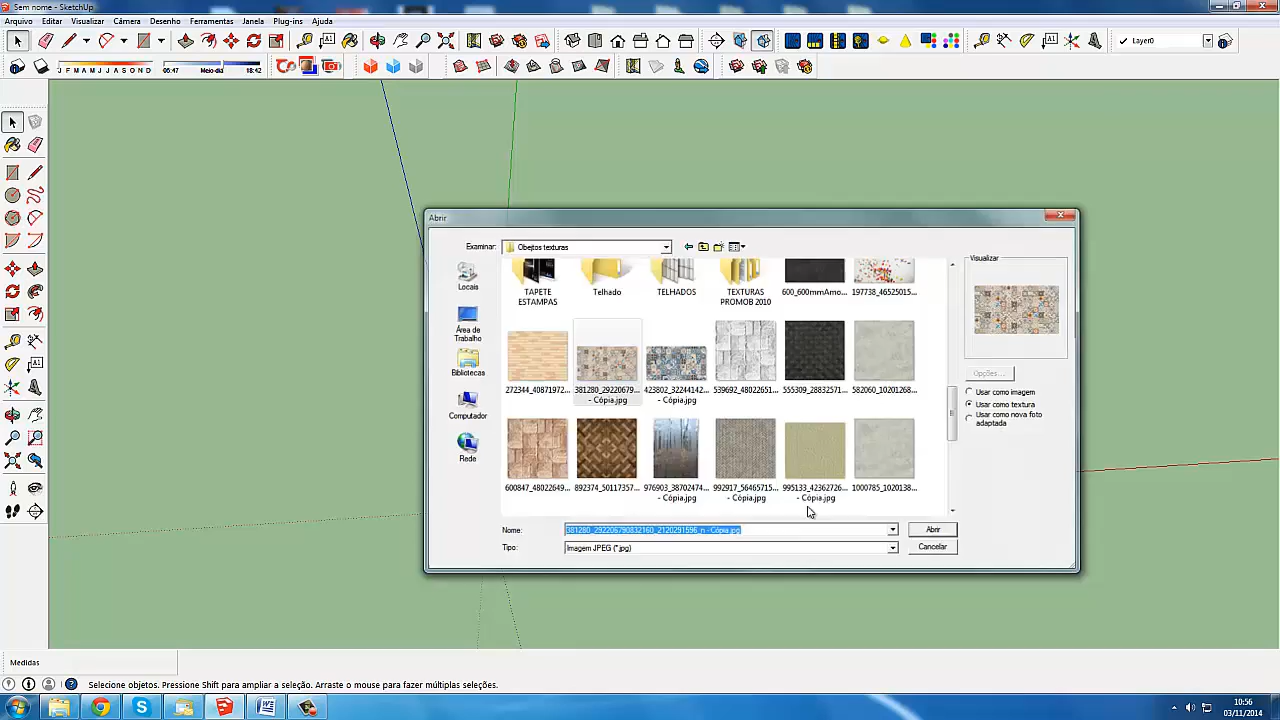 Sem nome - SketchUp
Arquivo Editar Visualizar Câmera Desenho Ferramentas Janela Plug-ins Ajuda
Layer0
J F M A M J J A S O N D
05:47 Meio-dia 18:42
Abrir
Examinar: Obejtos texturas
Visualizar
Locais
Área de
Trabalho
Bibliotecas
Computador
Rede
TAPETE
ESTAMPAS
Telhado
TELHADOS
TEXTURAS
PROMOB 2010
600_600mmAmo...
197738_46525015...
272344_40871972...
381280_29220679...
- Cópia.jpg
423802_32244142...
- Cópia.jpg
539692_48022651...
555309_28832571...
582060_10201268...
600847_48022649...
892374_50117357...
976903_38702474...
- Cópia.jpg
992917_56465715...
- Cópia.jpg
995133_42362726...
- Cópia.jpg
1000785_1020138...
Opções...
Usar como imagem
Usar como textura
Usar como nova foto
adaptada
Nome: 381280_292206790832160_2120291596_n - Cópia.jpg
Abrir
Tipo: Imagem JPEG (*.jpg)
Cancelar
Medidas
Selecione objetos. Pressione Shift para ampliar a seleção. Arraste o mouse para fazer múltiplas seleções.
10:56
03/11/2014